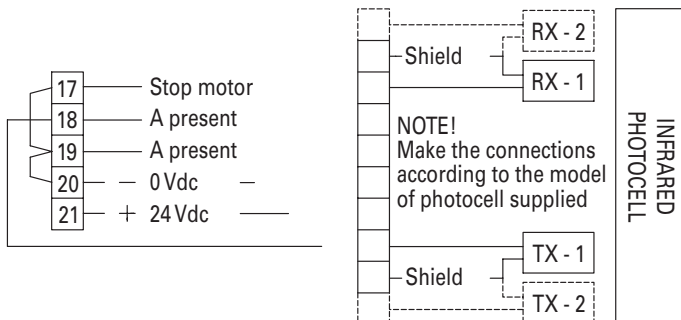 17 Stop motor
18 A present
19 A present
20 − 0 Vdc −
21 + 24 Vdc
RX - 2
Shield
RX - 1
NOTE!
Make the connections
according to the model
of photocell supplied
TX - 1
Shield
TX - 2
INFRARED
PHOTOCELL